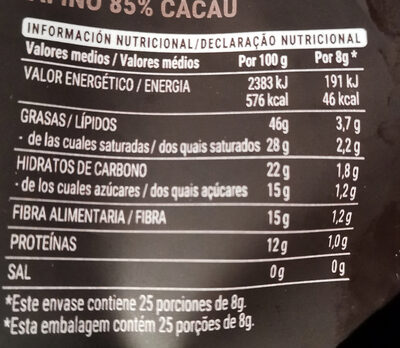 85% CACAU
INFORMACIÓN NUTRICIONAL/DECLARAÇÃO NUTRICIONAL
Valores medios / Valores médios Por 100 g Por 8g*
VALOR ENERGÉTICO / ENERGIA 2383 kJ 191 kJ
576 kcal 46 kcal
GRASAS / LÍPIDOS 46g 3,7 g
- de las cuales saturadas / dos quais saturados 28 g 2,2 g
HIDRATOS DE CARBONO 22 g 1,8 g
- de los cuales azúcares / dos quais açúcares 15 g 1,2 g
FIBRA ALIMENTARIA / FIBRA 15 g 1,2 g
PROTEÍNAS 12 g 1,0 g
SAL 0 g 0 g
*Este envase contiene 25 porciones de 8g.
*Esta embalagem contém 25 porções de 8g.